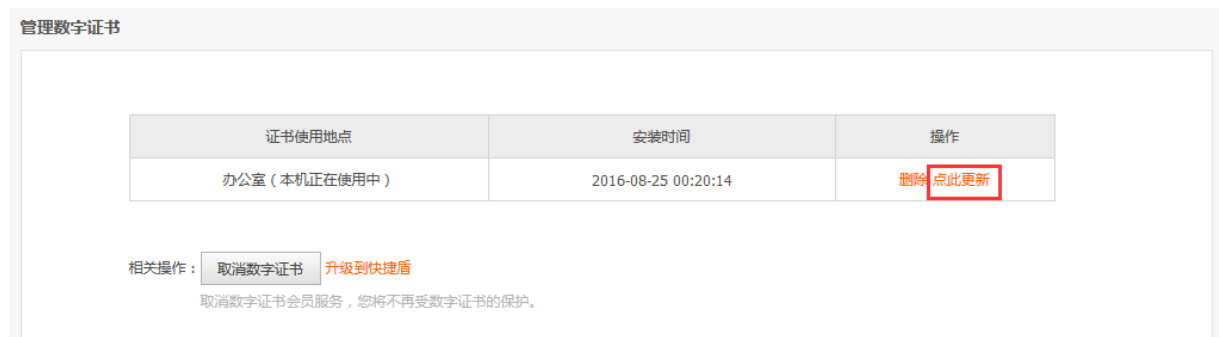 管理数字证书
证书使用地点 安装时间 操作
办公室（本机正在使用中） 2016-08-25 00:20:14 删除 点此更新
相关操作： 取消数字证书 升级到快捷盾
取消数字证书会员服务，您将不再受数字证书的保护。